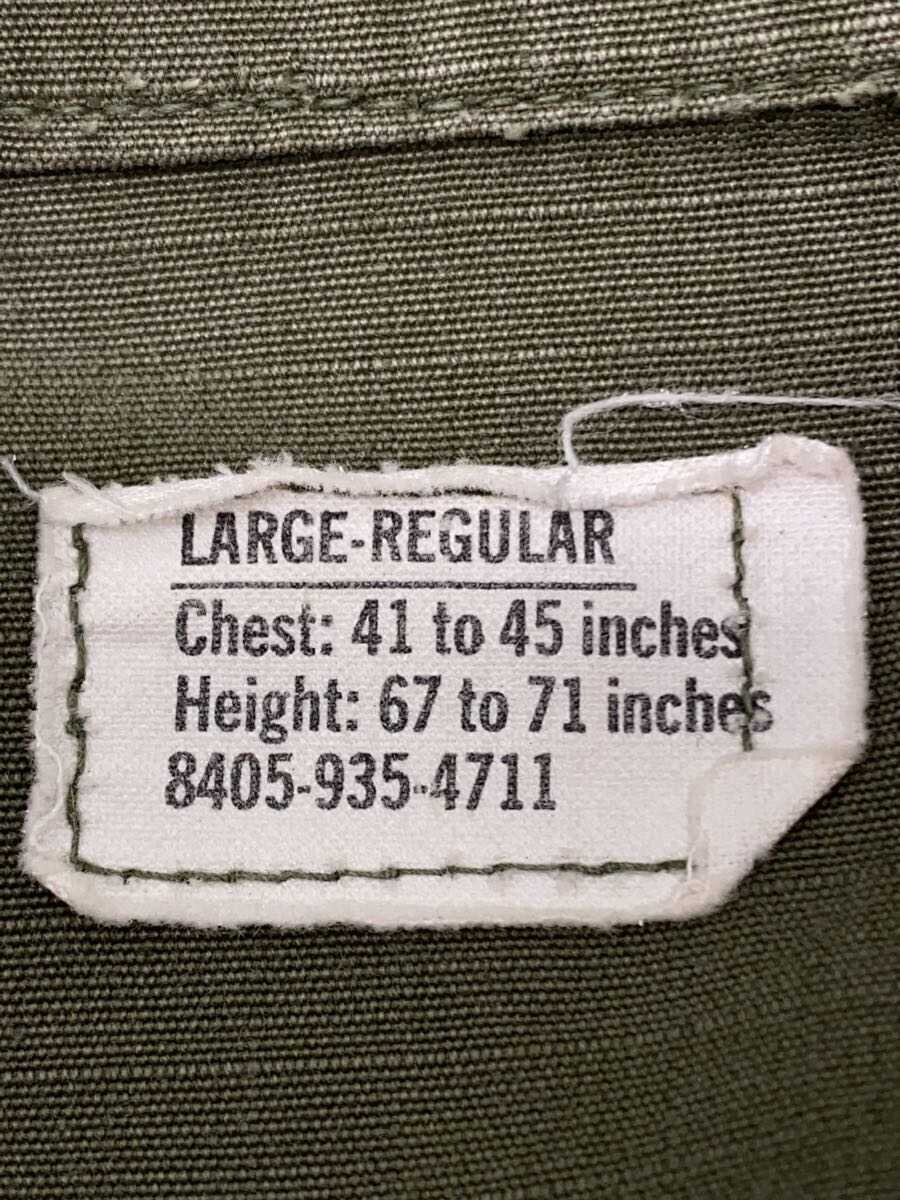 LARGE-REGULAR
Chest: 41 to 45 inches
Height: 67 to 71 inches
8405-935-4711